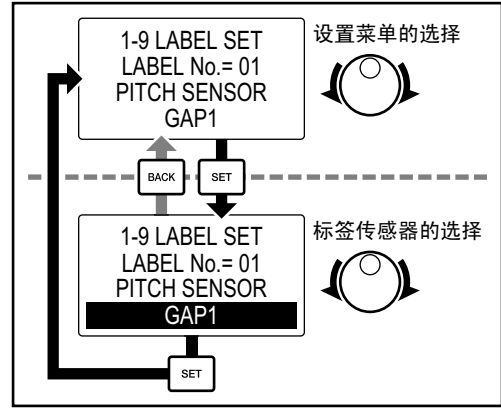 1-9 LABEL SET
LABEL No.= 01
PITCH SENSOR
GAP1
设置菜单的选择
BACK
SET
1-9 LABEL SET
LABEL No.= 01
PITCH SENSOR
GAP1
标签传感器的选择
SET